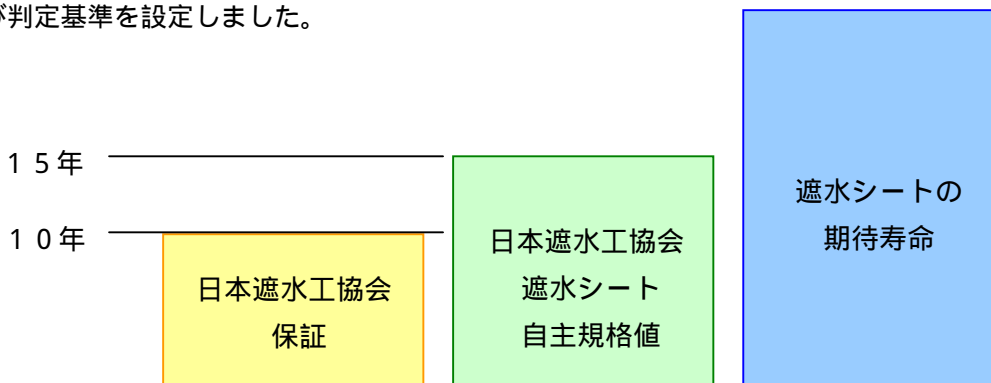 が判定基準を設定しました。
15年
10年
日本遮水工協会
保証
日本遮水工協会
遮水シート
自主規格値
遮水シートの
期待寿命